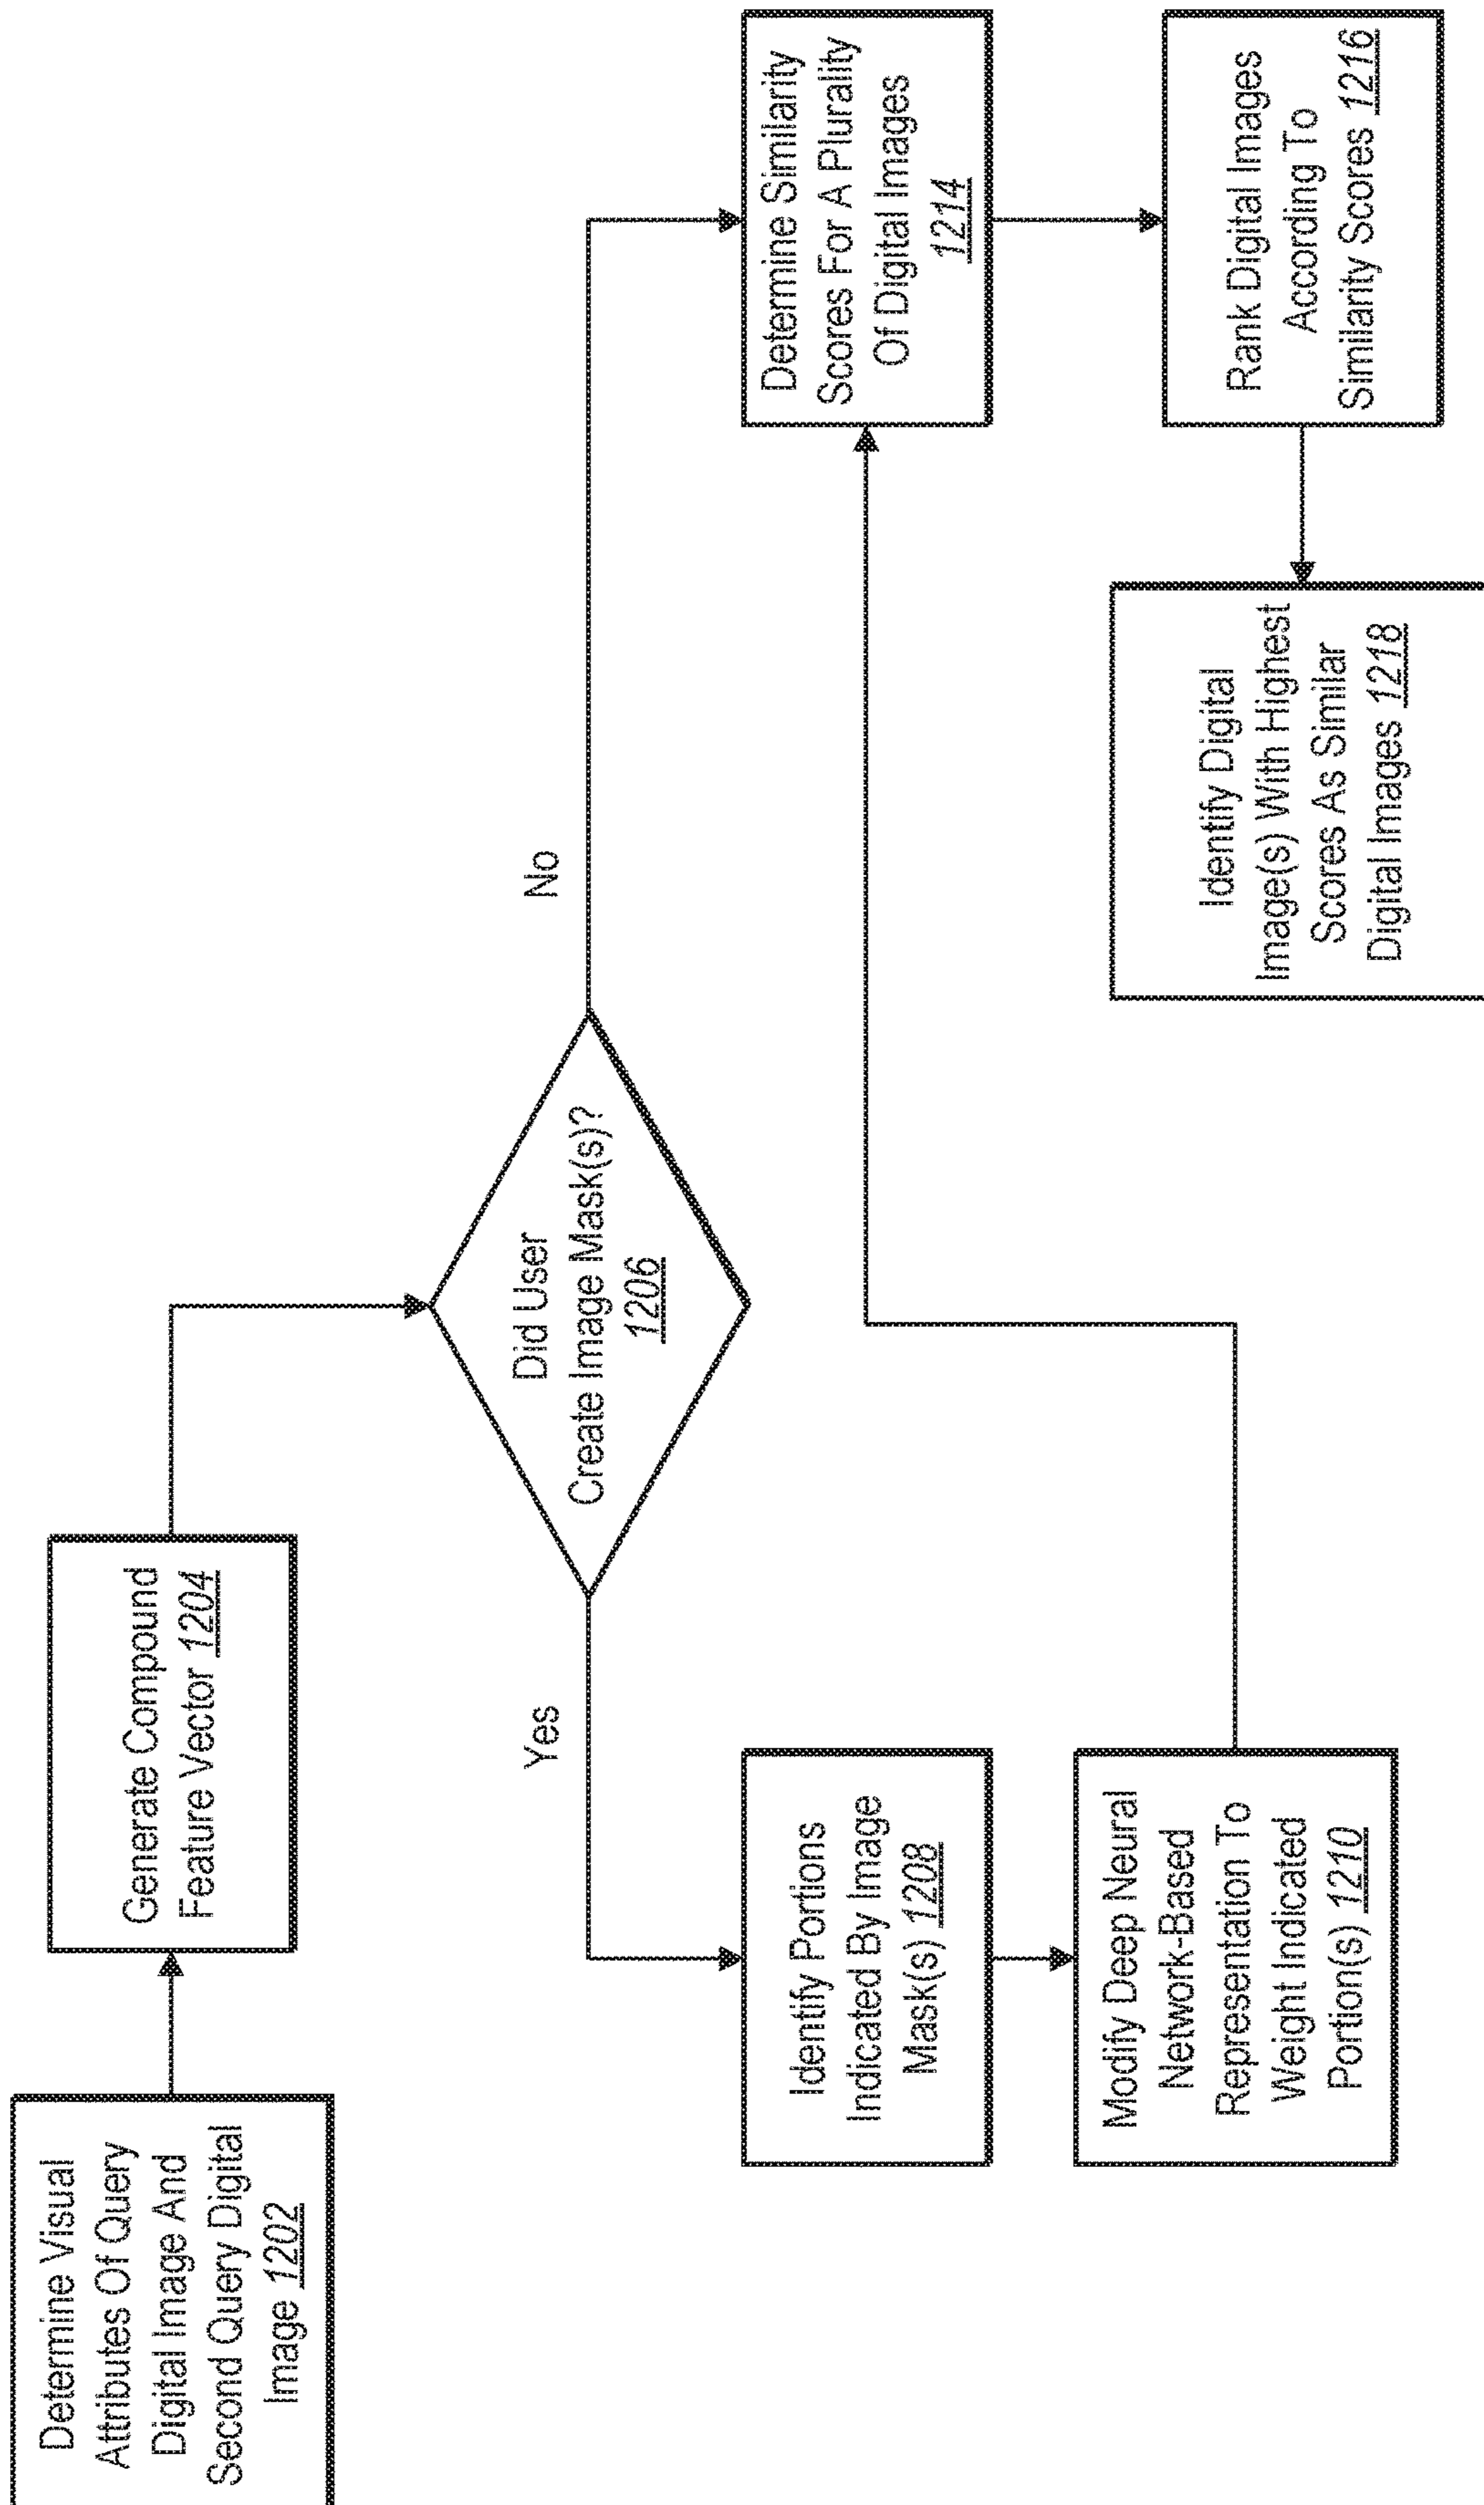 Determine Visual
Attributes Of Query
Digital Image And
Second Query Digital
Image 1202
Generate Compound
Feature Vector 1204
Did User
Create Image Mask(s)?
1206
Yes
No
Identify Portions
Indicated By Image
Mask(s) 1208
Modify Deep Neural
Network-Based
Representation To
Weight Indicated
Portion(s) 1210
Determine Similarity
Scores For A Plurality
Of Digital Images
1214
Rank Digital Images
According To
Similarity Scores 1216
Identify Digital
Image(s) With Highest
Scores As Similar
Digital Images 1218